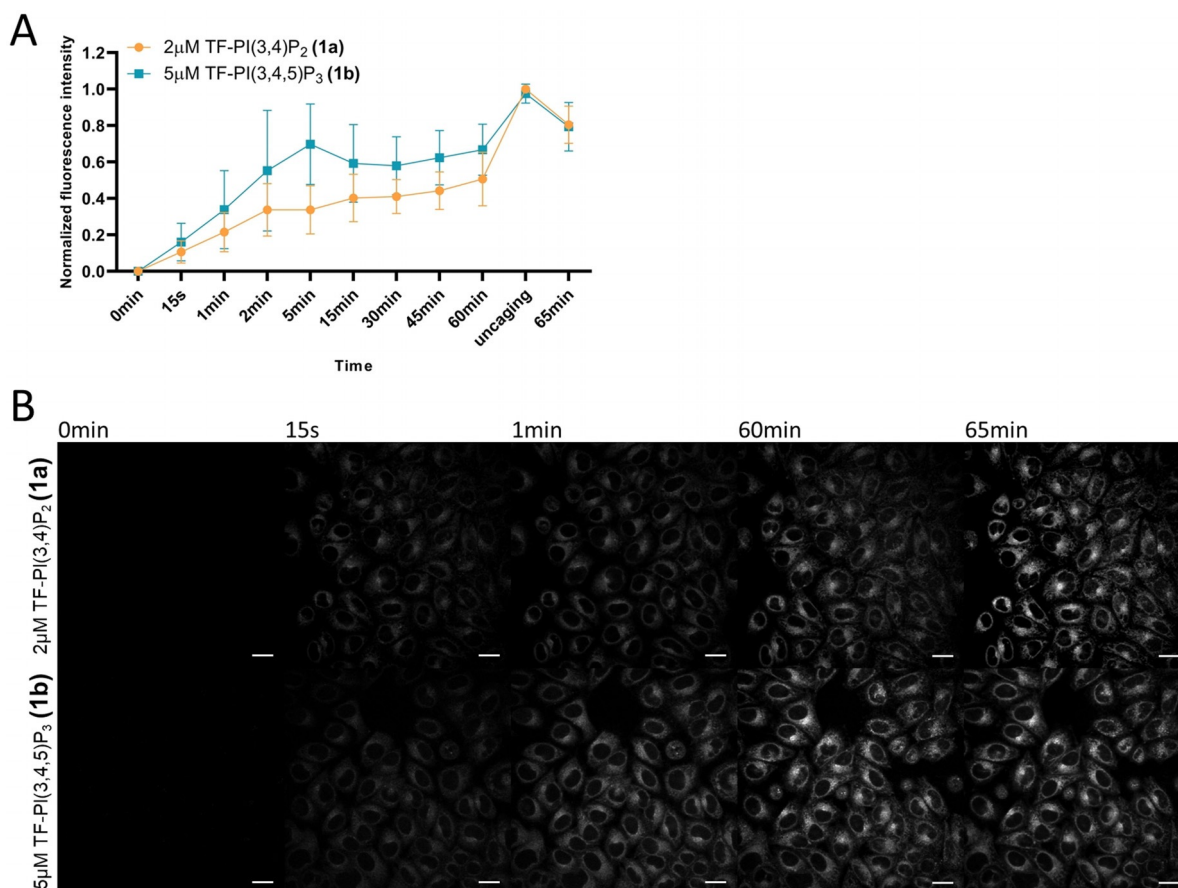 A
2μM TF-PI(3,4)P₂ (1a)
5μM TF-PI(3,4,5)P₃ (1b)
Normalized fluorescence intensity
1.2
1.0
0.8
0.6
0.4
0.2
0.0
0min
15s
1min
2min
5min
15min
30min
45min
60min
uncaging
65min
Time
B
0min 15s 1min 60min 65min
2μM TF-PI(3,4)P₂ (1a)
5μM TF-PI(3,4,5)P₃ (1b)